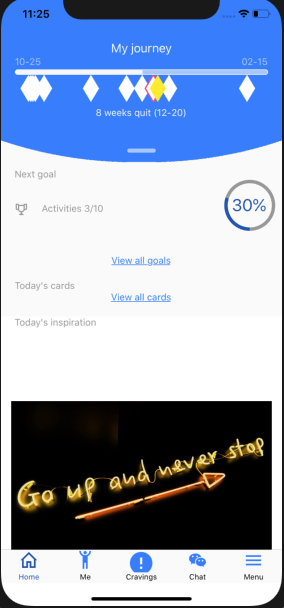 11:25
My journey
10-25 02-15
8 weeks quit (12-20)
Next goal
Activities 3/10
30%
View all goals
Today's cards
View all cards
Today's inspiration
Go up and never stop
Home Me Cravings Chat Menu